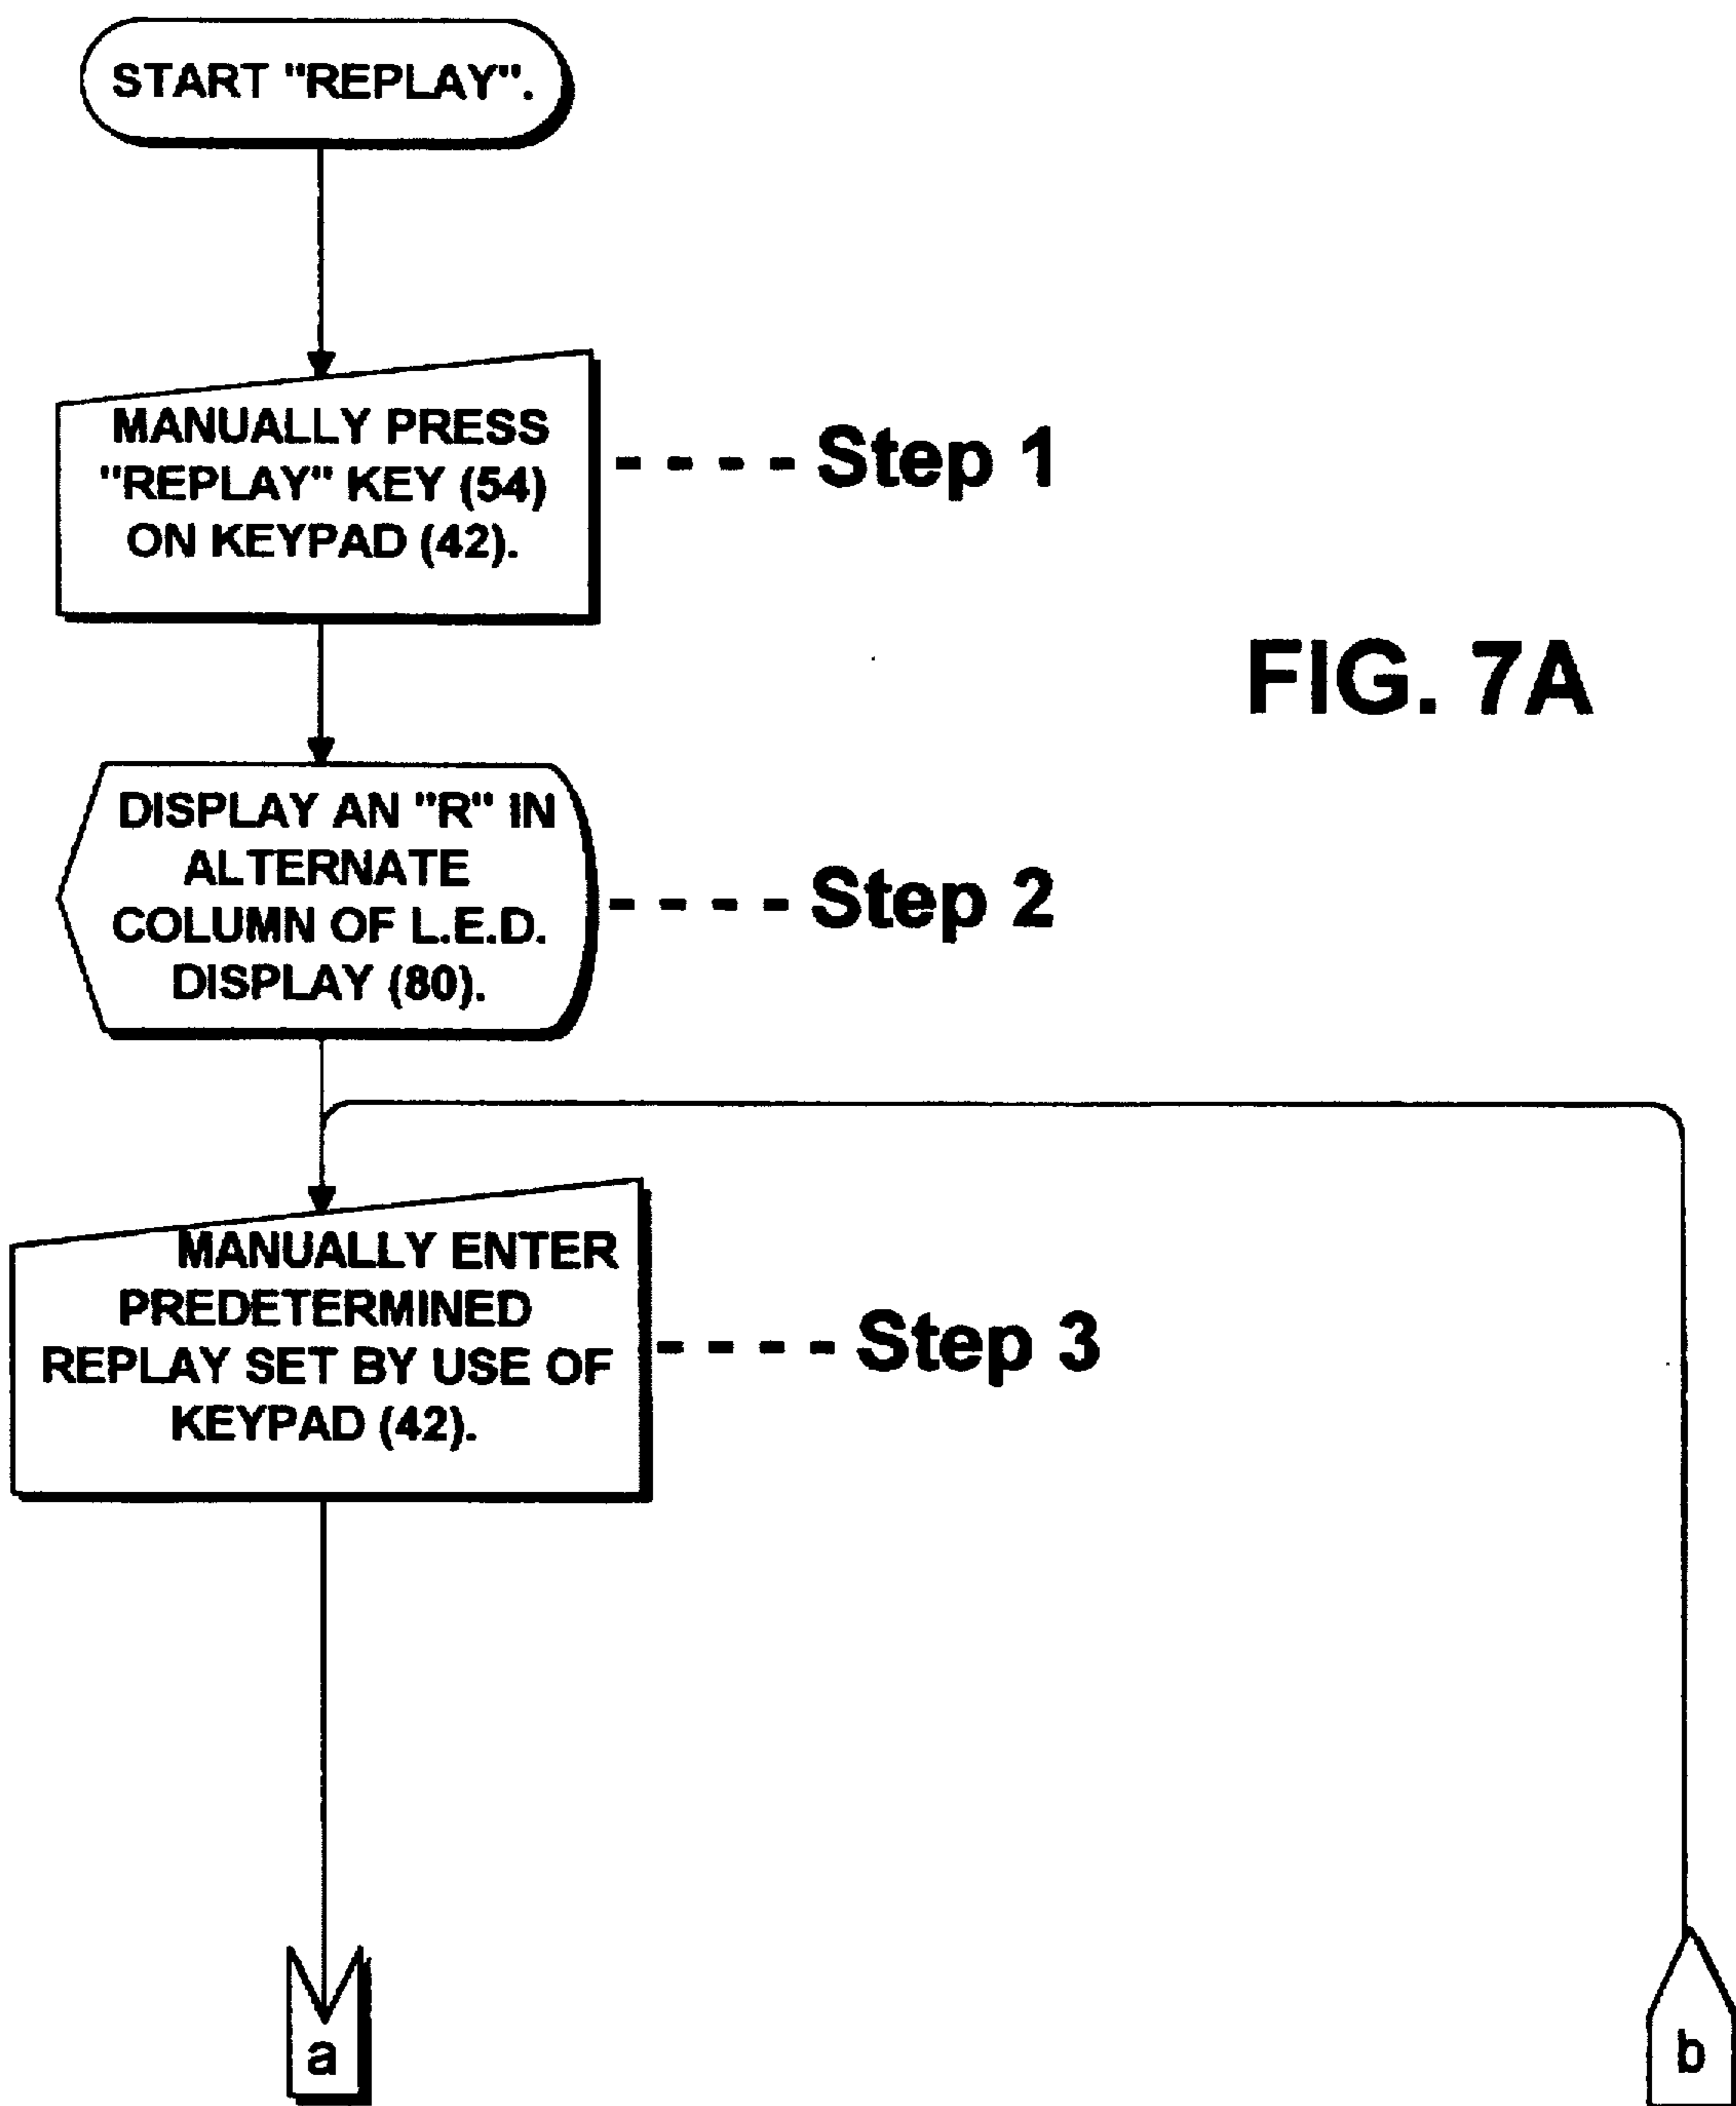 START "REPLAY".
MANUALLY PRESS
"REPLAY" KEY (54)
ON KEYPAD (42).
- - - - Step 1
FIG. 7A
DISPLAY AN "R" IN
ALTERNATE
COLUMN OF L.E.D.
DISPLAY (80).
- - - - Step 2
MANUALLY ENTER
PREDETERMINED
REPLAY SET BY USE OF
KEYPAD (42).
- - - - Step 3
a
b